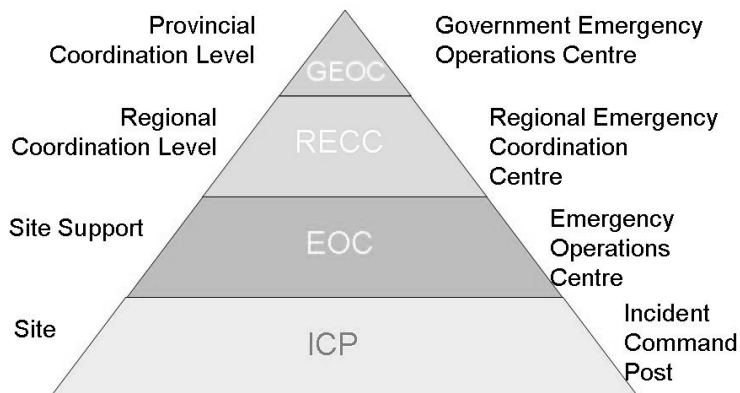 Provincial
Coordination Level
GEOC
Government Emergency
Operations Centre
Regional
Coordination Level
RECC
Regional Emergency
Coordination
Centre
Site Support
EOC
Emergency
Operations
Centre
Site
ICP
Incident
Command
Post